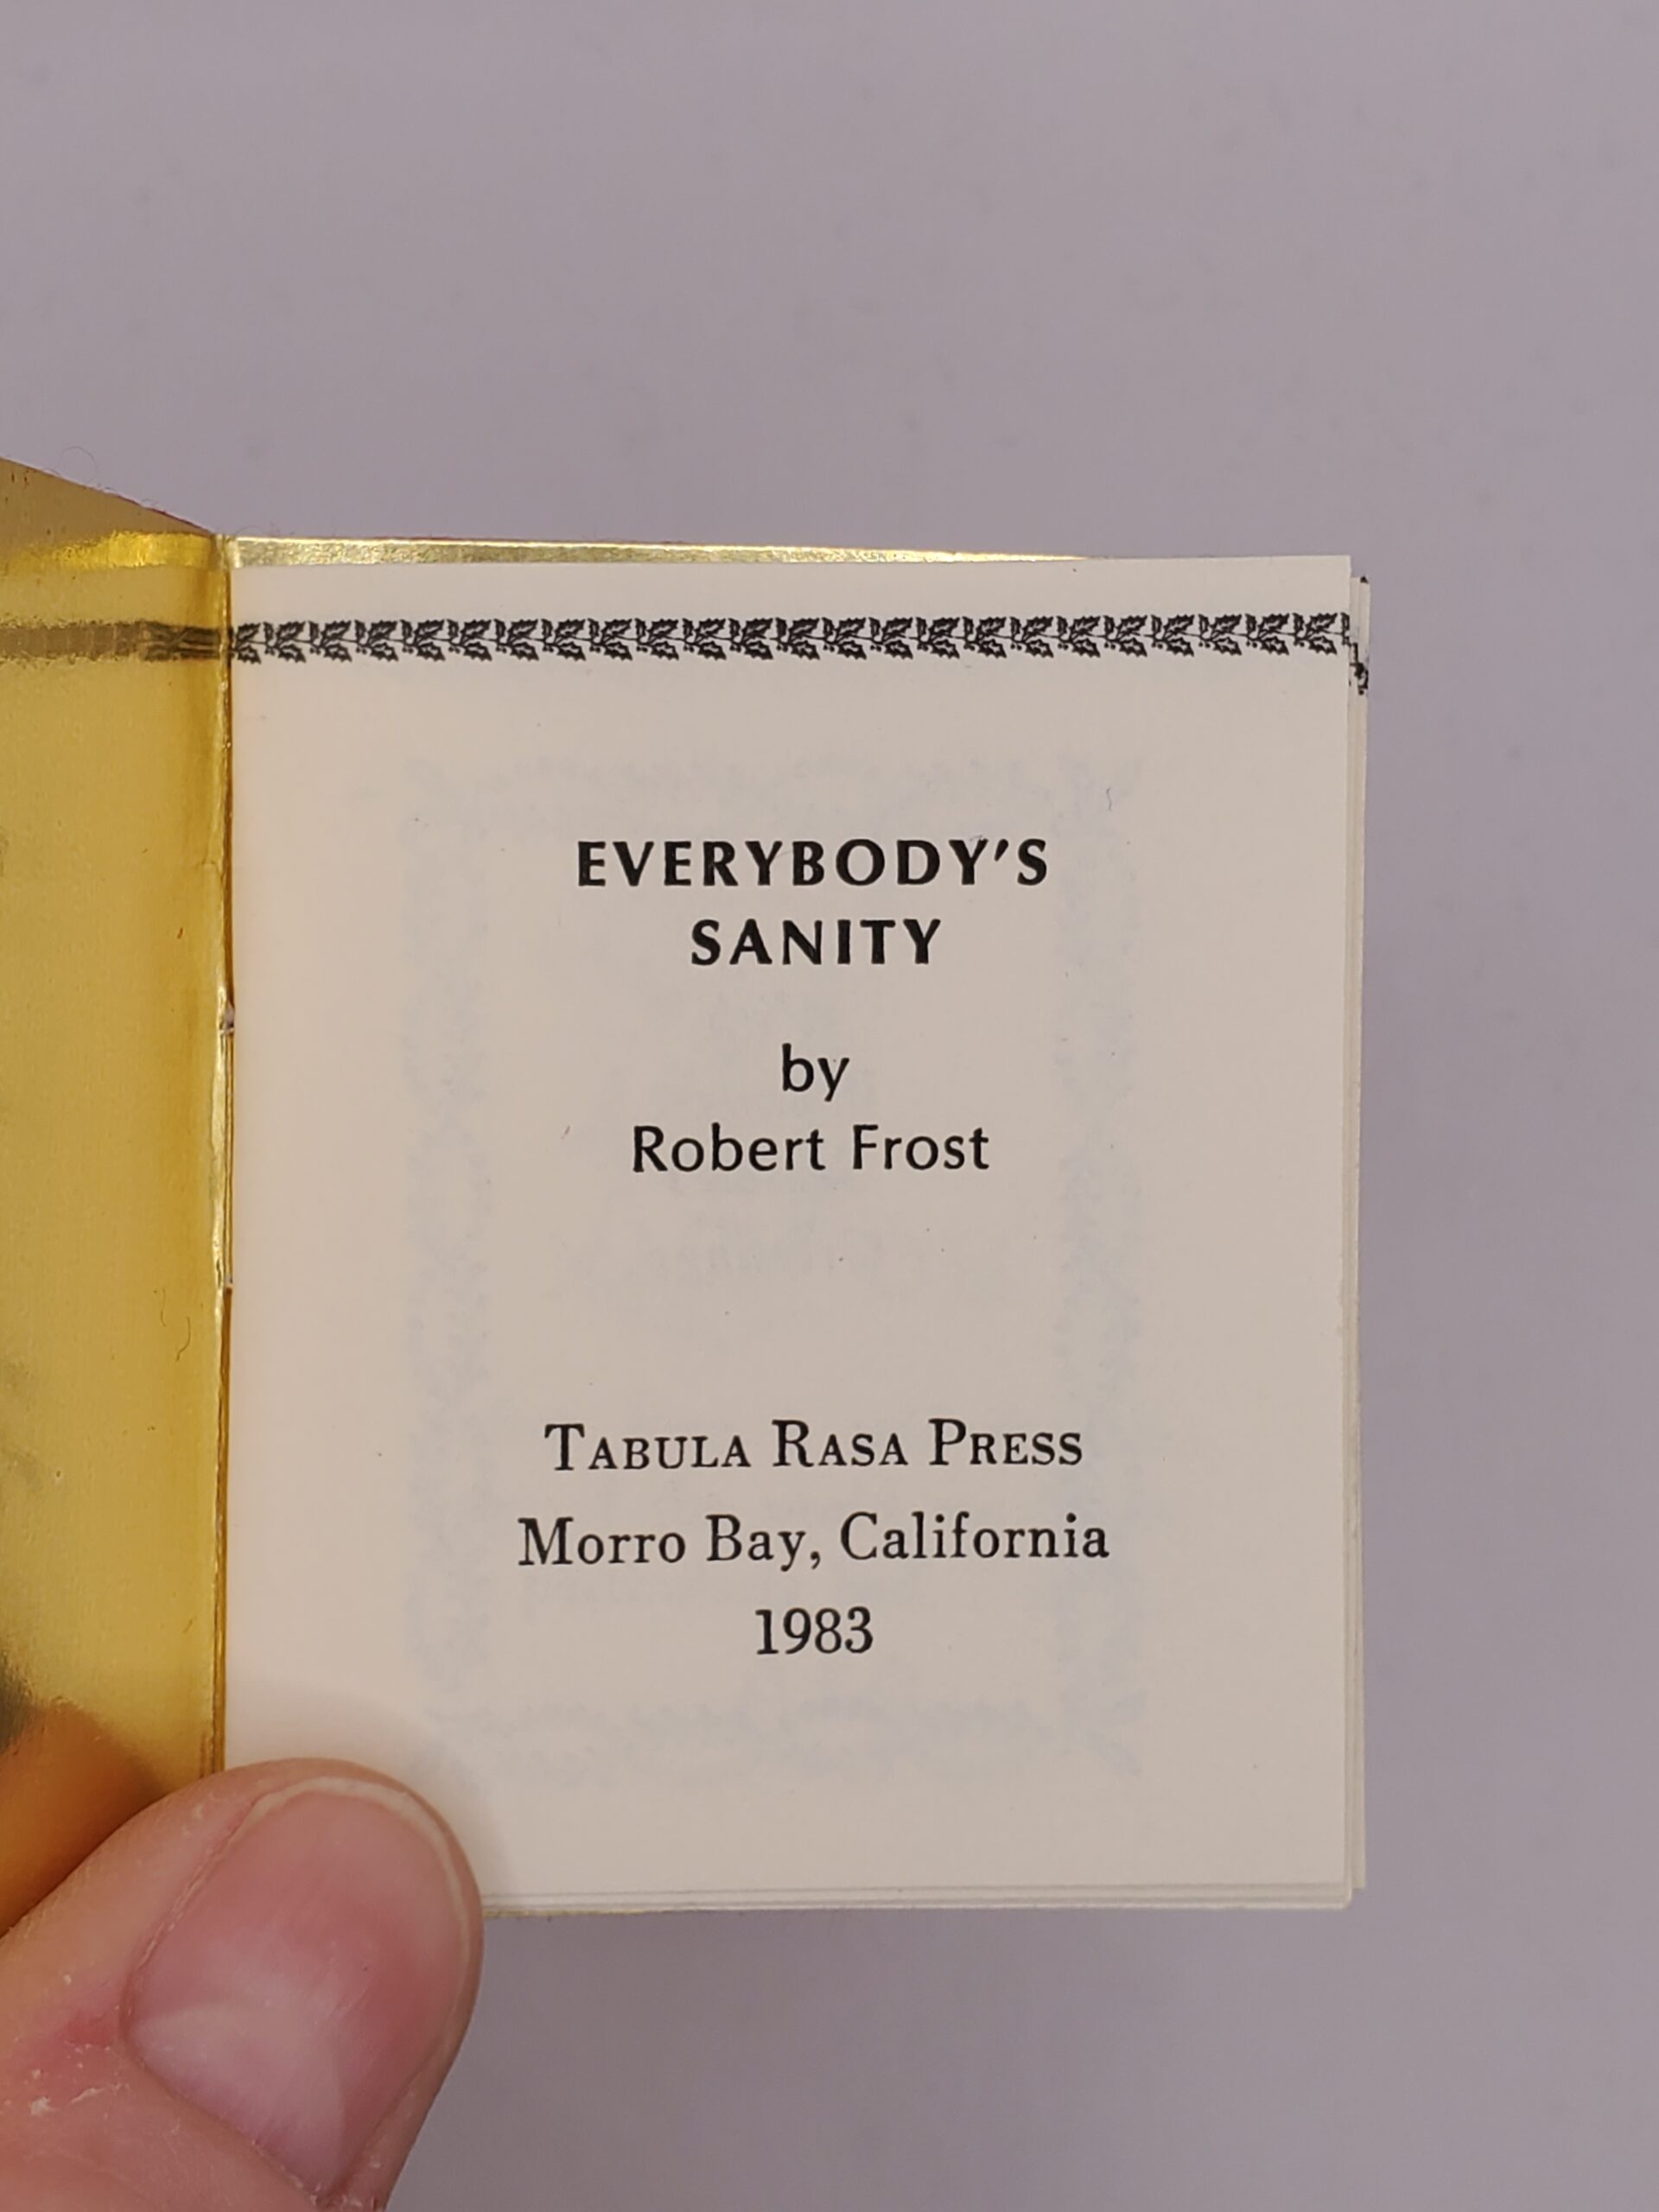 EVERYBODY'S
SANITY
by
Robert Frost
TABULA RASA PRESS
Morro Bay, California
1983